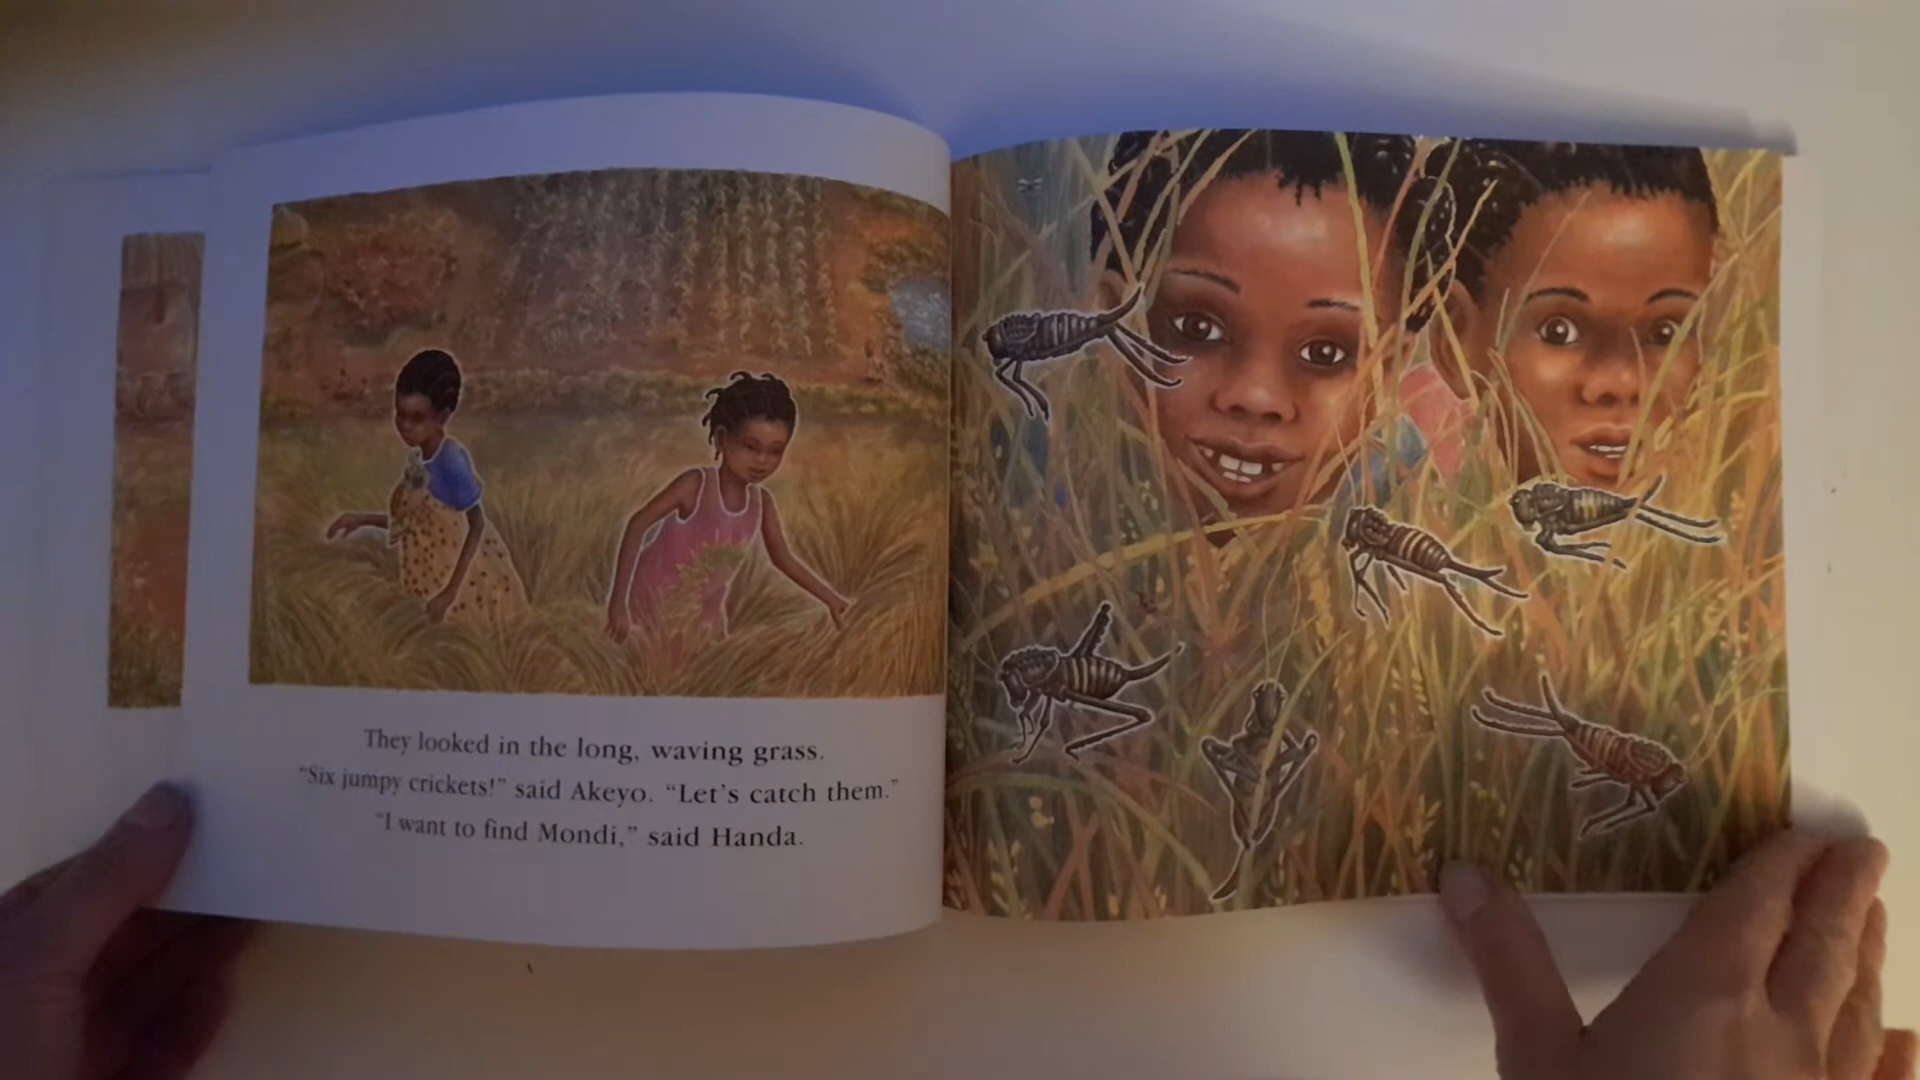 They looked in the long, waving grass.
“Six jumpy crickets!” said Akeyo. “Let’s catch them.”
“I want to find Mondi,” said Handa.